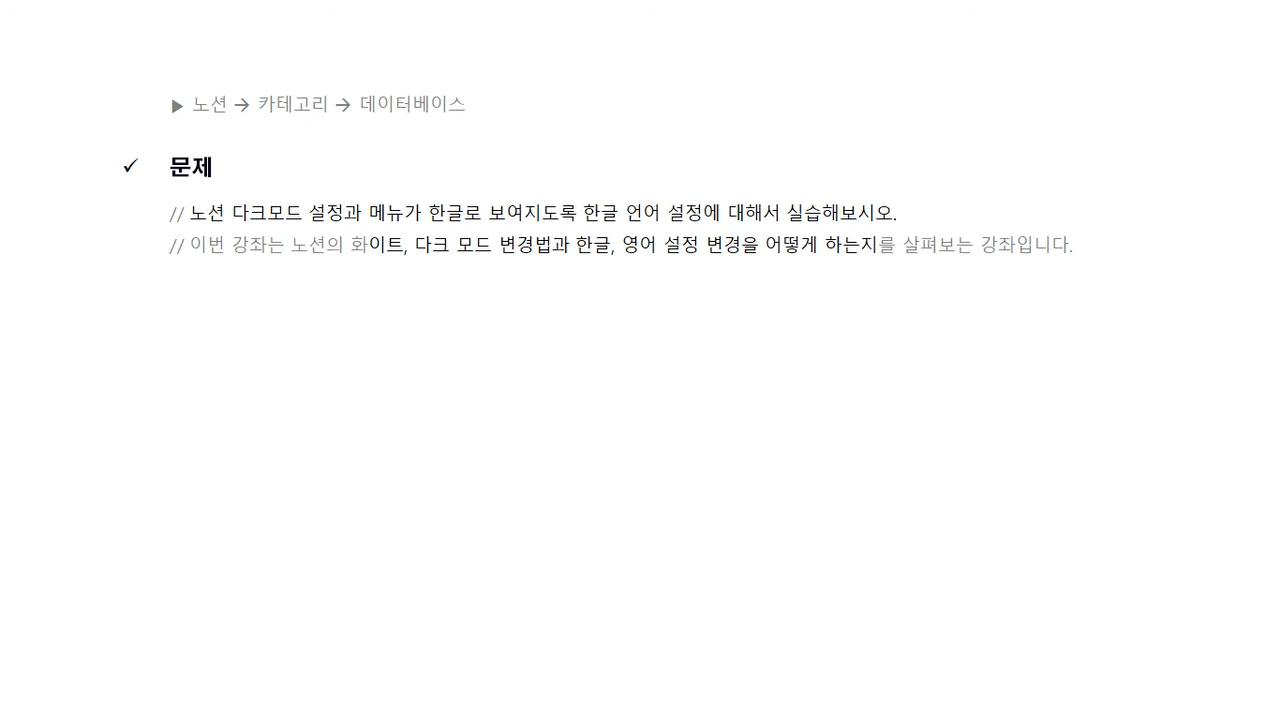 ▶ 노션 → 카테고리 → 데이터베이스
✓ 문제
// 노션 다크모드 설정과 메뉴가 한글로 보여지도록 한글 언어 설정에 대해서 실습해보시오.
// 이번 강좌는 노션의 화이트, 다크 모드 변경법과 한글, 영어 설정 변경을 어떻게 하는지를 살펴보는 강좌입니다.